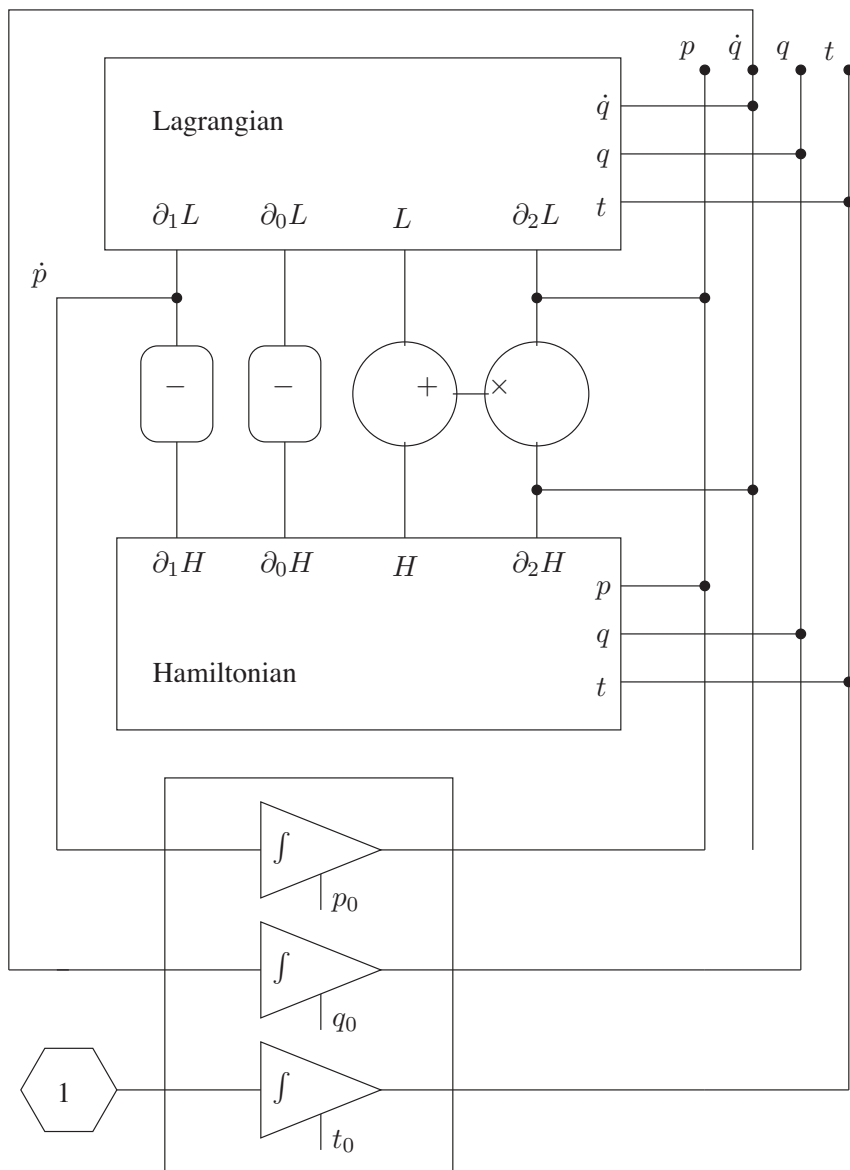 p q̇ q t
q̇
Lagrangian
q
t
∂₁L ∂₀L L ∂₂L
ṗ
− − + ×
∂₁H ∂₀H H ∂₂H
p
q
Hamiltonian
t
∫
p₀
∫
q₀
1 ∫
t₀